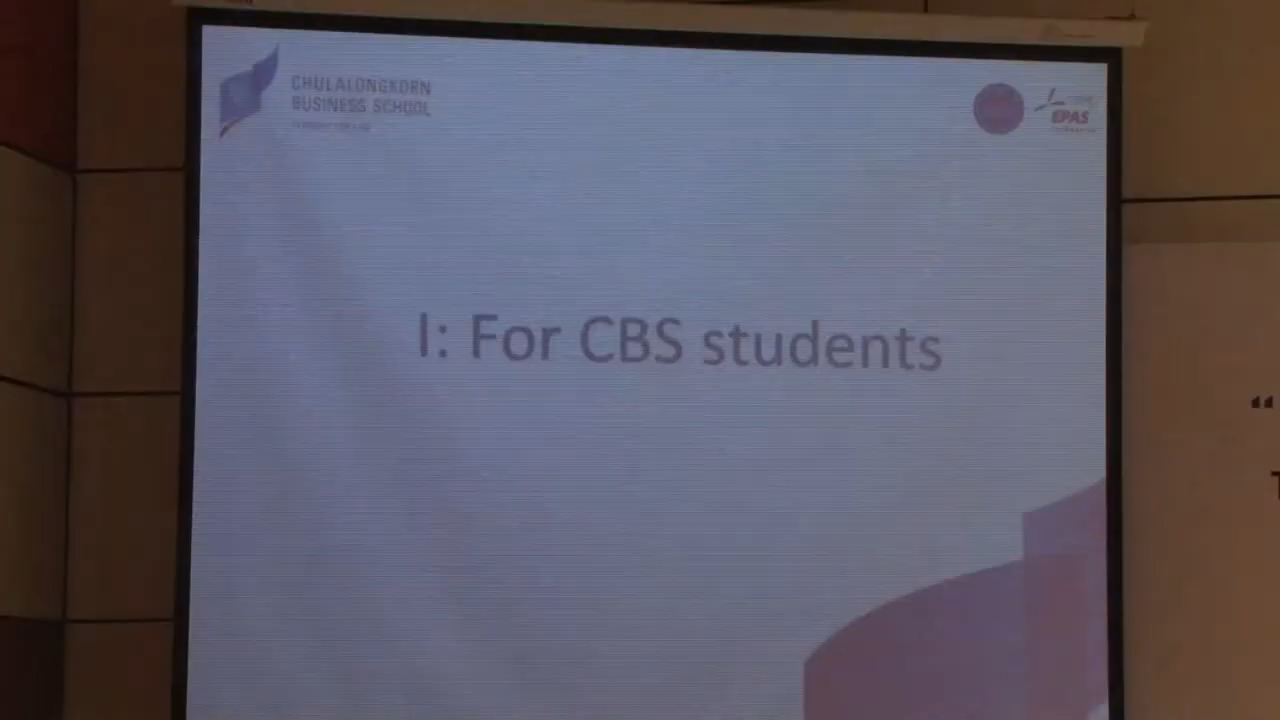 CHULALONGKORN
BUSINESS SCHOOL
EPAS
I: For CBS students
“